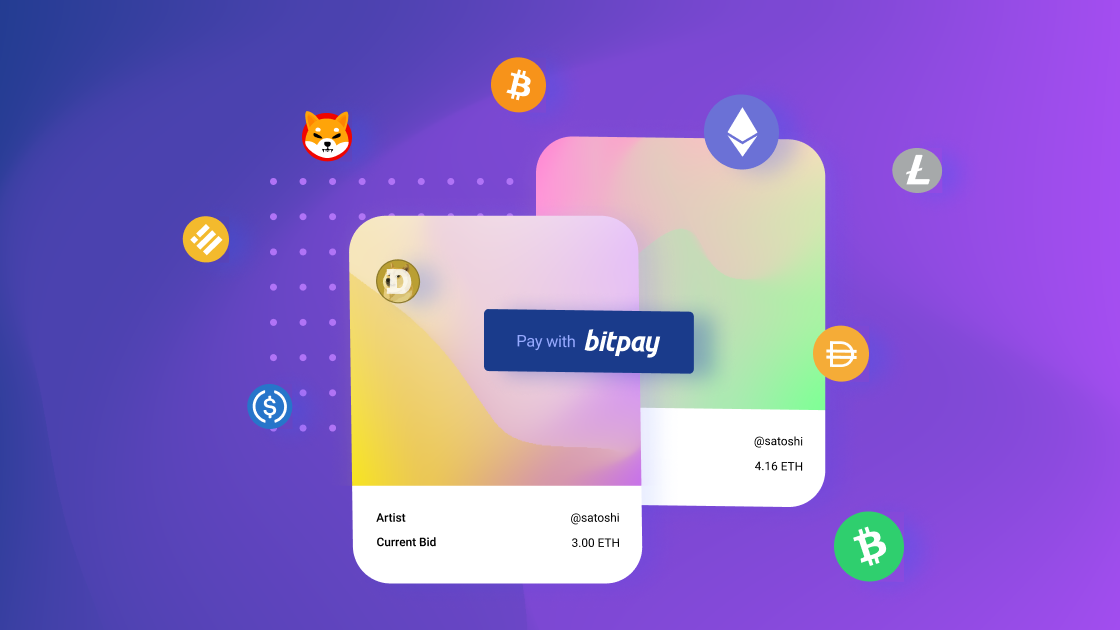 Pay with bitpay
@satoshi
4.16 ETH
Artist @satoshi
Current Bid 3.00 ETH